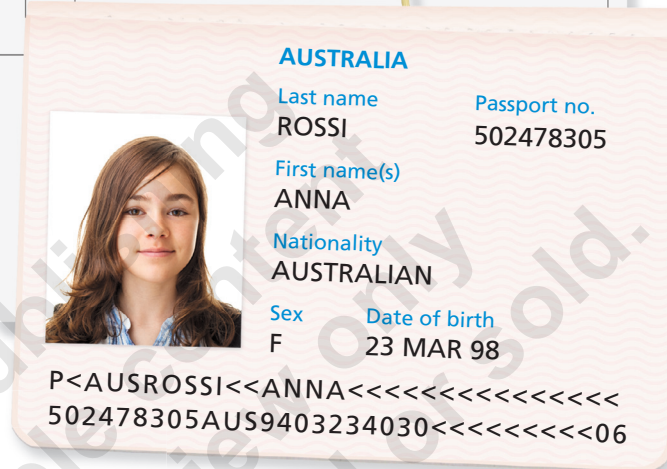 AUSTRALIA
Last name Passport no.
ROSSI 502478305
First name(s)
ANNA
Nationality
AUSTRALIAN
Sex Date of birth
F 23 MAR 98
P<AUSROSSI<<ANNA<<<<<<<<<<<<<<<
502478305AUS9403234030<<<<<<<<<06